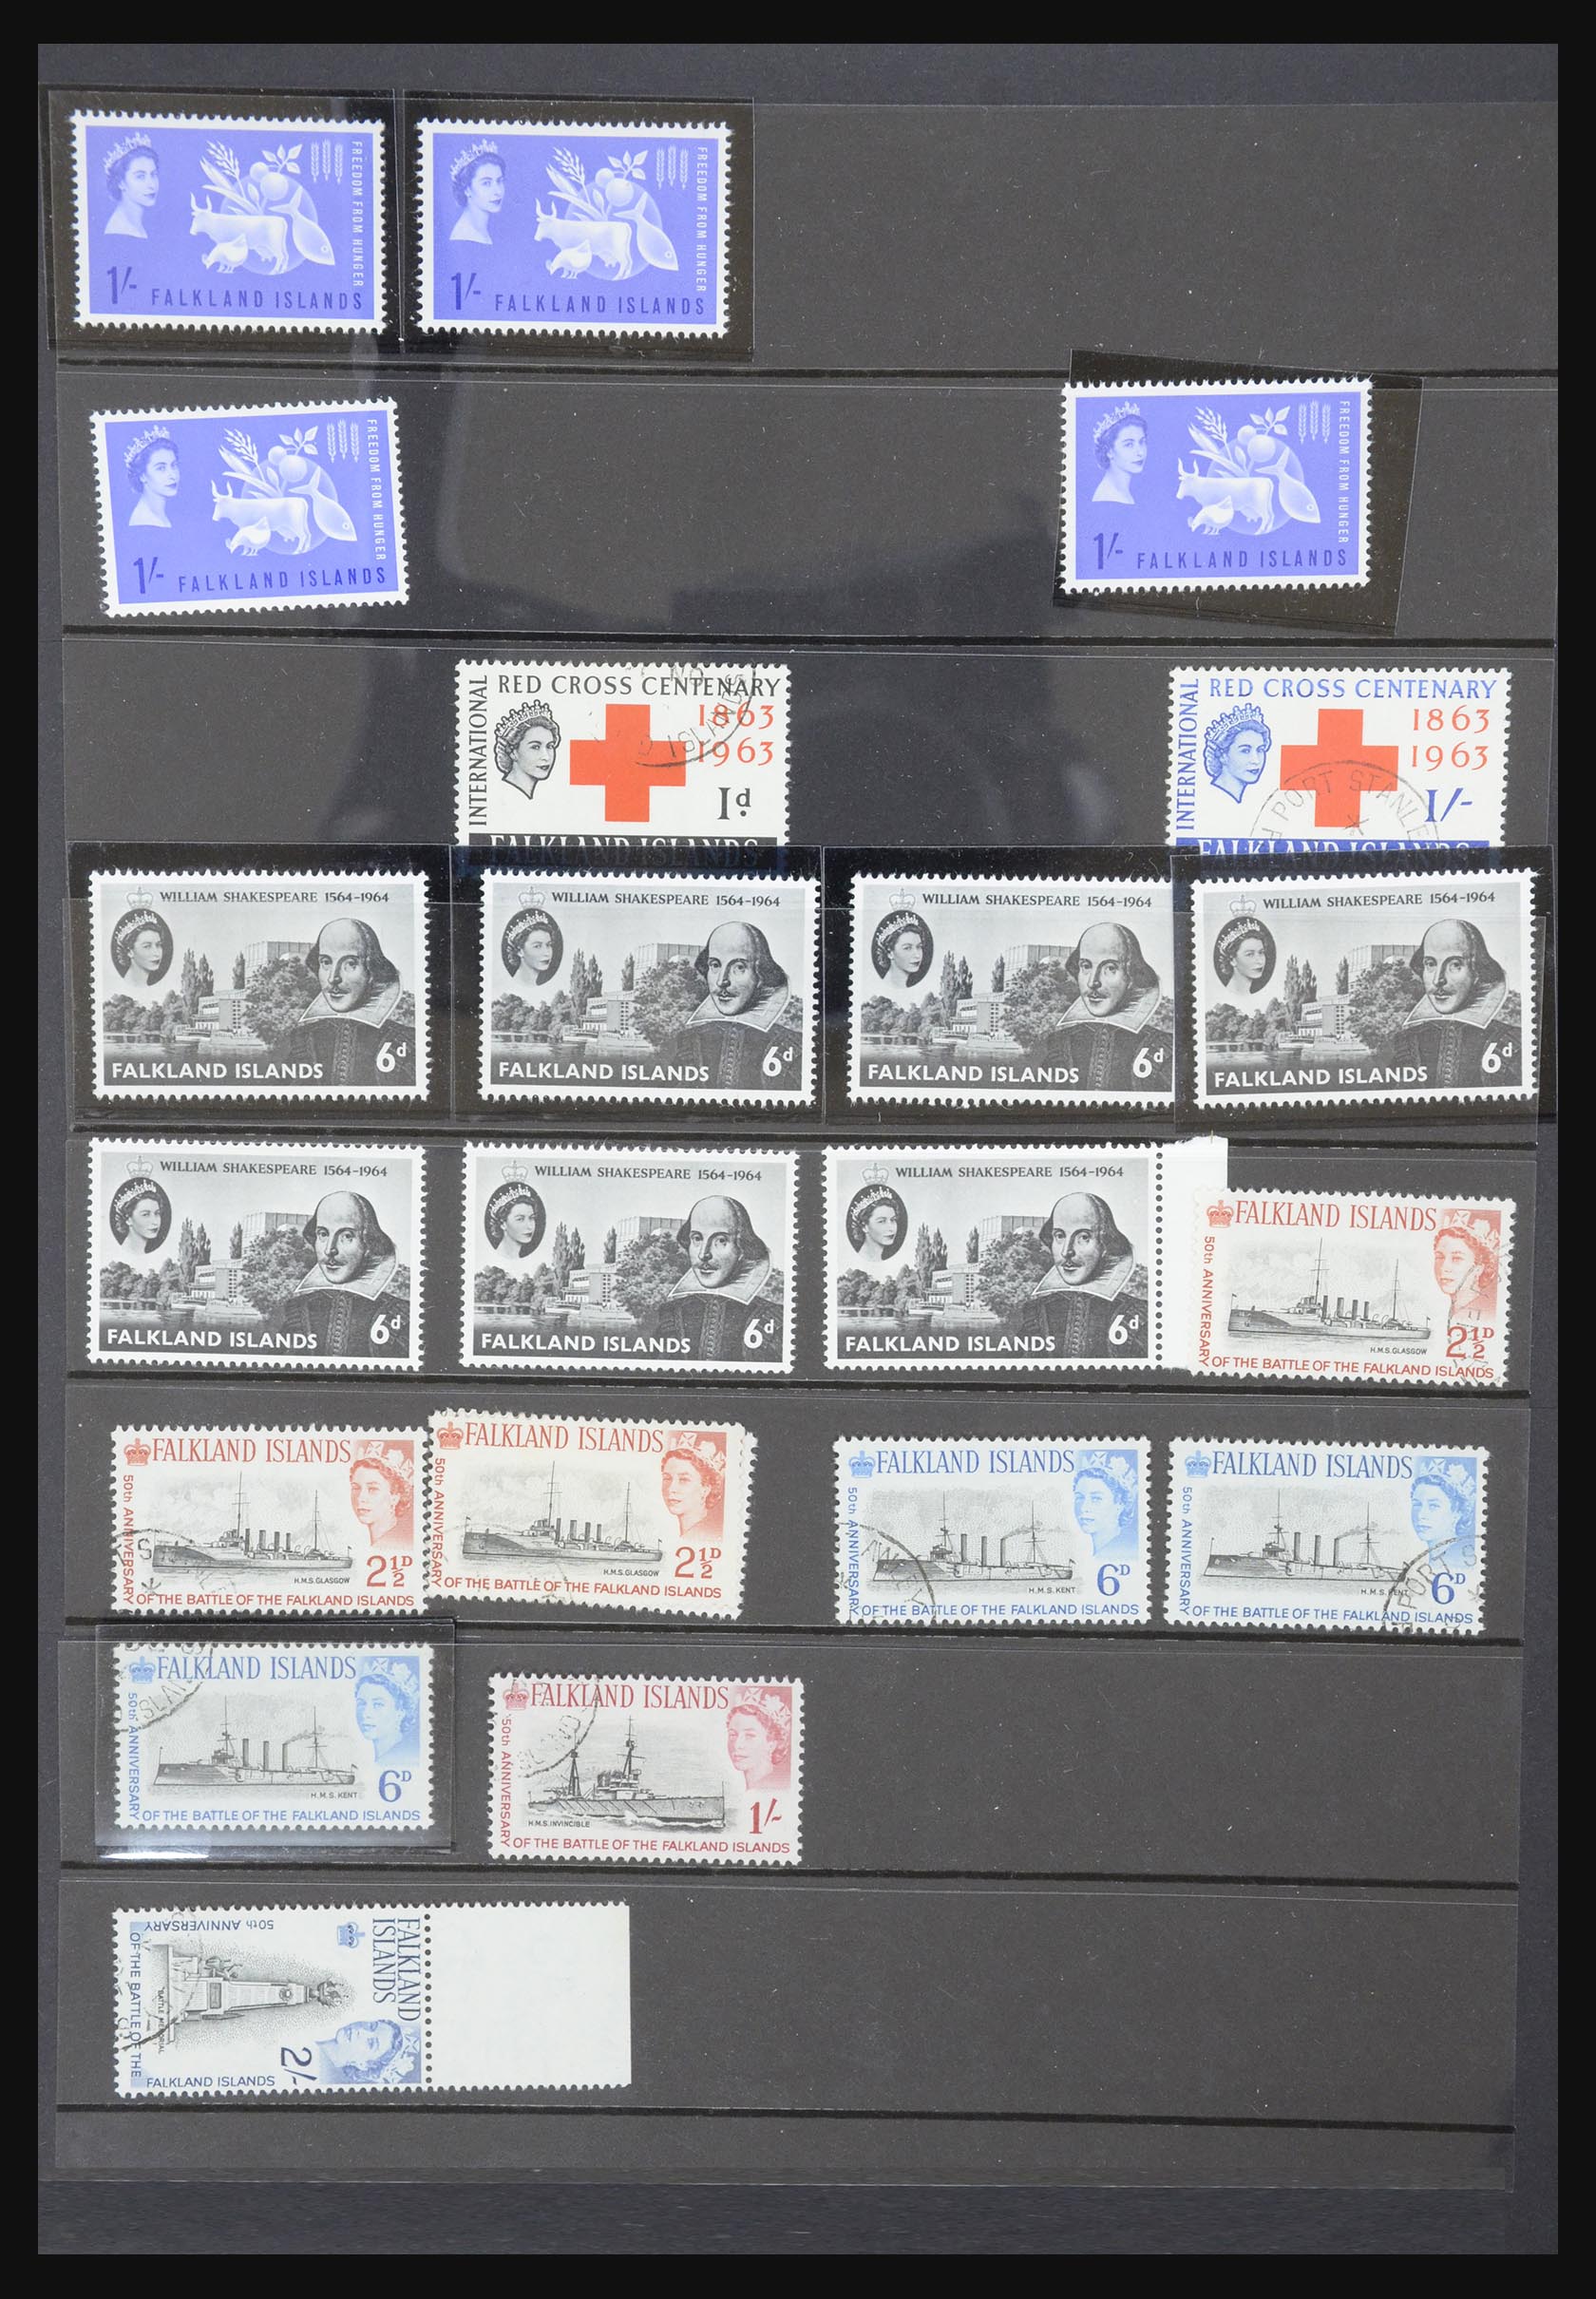 FREEDOM FROM HUNGER
1/- FALKLAND ISLANDS
FREEDOM FROM HUNGER
1/- FALKLAND ISLANDS
FREEDOM FROM HUNGER
1/- FALKLAND ISLANDS
FREEDOM FROM HUNGER
1/- FALKLAND ISLANDS
INTERNATIONAL
RED CROSS CENTENARY
1863
1963
1d
FALKLAND ISLANDS
INTERNATIONAL
RED CROSS CENTENARY
1863
1963
1/-
PORT STANLE
FALKLAND ISLANDS
WILLIAM SHAKESPEARE 1564-1964
6d
FALKLAND ISLANDS
WILLIAM SHAKESPEARE 1564-1964
6d
FALKLAND ISLANDS
WILLIAM SHAKESPEARE 1564-1964
6d
FALKLAND ISLANDS
WILLIAM SHAKESPEARE 1564-1964
6d
FALKLAND ISLANDS
WILLIAM SHAKESPEARE 1564-1964
6d
FALKLAND ISLANDS
WILLIAM SHAKESPEARE 1564-1964
6d
FALKLAND ISLANDS
WILLIAM SHAKESPEARE 1564-1964
6d
FALKLAND ISLANDS
FALKLAND ISLANDS
50th ANNIVERSARY
H.M.S. GLASGOW
2½D
OF THE BATTLE OF THE FALKLAND ISLANDS
FALKLAND ISLANDS
50th ANNIVERSARY
H.M.S. GLASGOW
2½D
OF THE BATTLE OF THE FALKLAND ISLANDS
FALKLAND ISLANDS
50th ANNIVERSARY
H.M.S. GLASGOW
2½D
OF THE BATTLE OF THE FALKLAND ISLANDS
FALKLAND ISLANDS
50th ANNIVERSARY
H.M.S. KENT
6D
OF THE BATTLE OF THE FALKLAND ISLANDS
FALKLAND ISLANDS
50th ANNIVERSARY
H.M.S. KENT
6D
OF THE BATTLE OF THE FALKLAND ISLANDS
FALKLAND ISLANDS
50th ANNIVERSARY
H.M.S. KENT
6D
OF THE BATTLE OF THE FALKLAND ISLANDS
FALKLAND ISLANDS
50th ANNIVERSARY
H.M.S. INVINCIBLE
1/-
OF THE BATTLE OF THE FALKLAND ISLANDS
FALKLAND
ISLANDS
50th ANNIVERSARY
OF THE BATTLE OF THE
FALKLAND ISLANDS
BATTLE MEMORIAL
2/-